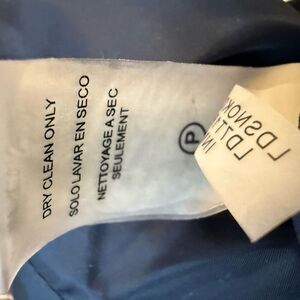 DRY CLEAN ONLY
SOLO LAVAR EN SECO
NETTOYAGE A SEC
SEULEMENT
P